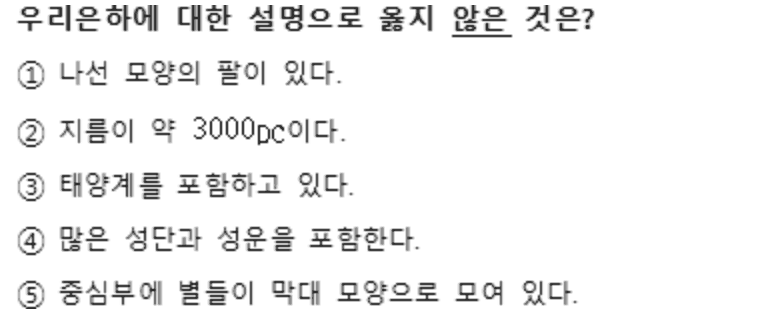 우리은하에 대한 설명으로 옳지 않은 것은?
① 나선 모양의 팔이 있다.
② 지름이 약 3000pc이다.
③ 태양계를 포함하고 있다.
④ 많은 성단과 성운을 포함한다.
⑤ 중심부에 별들이 막대 모양으로 모여 있다.